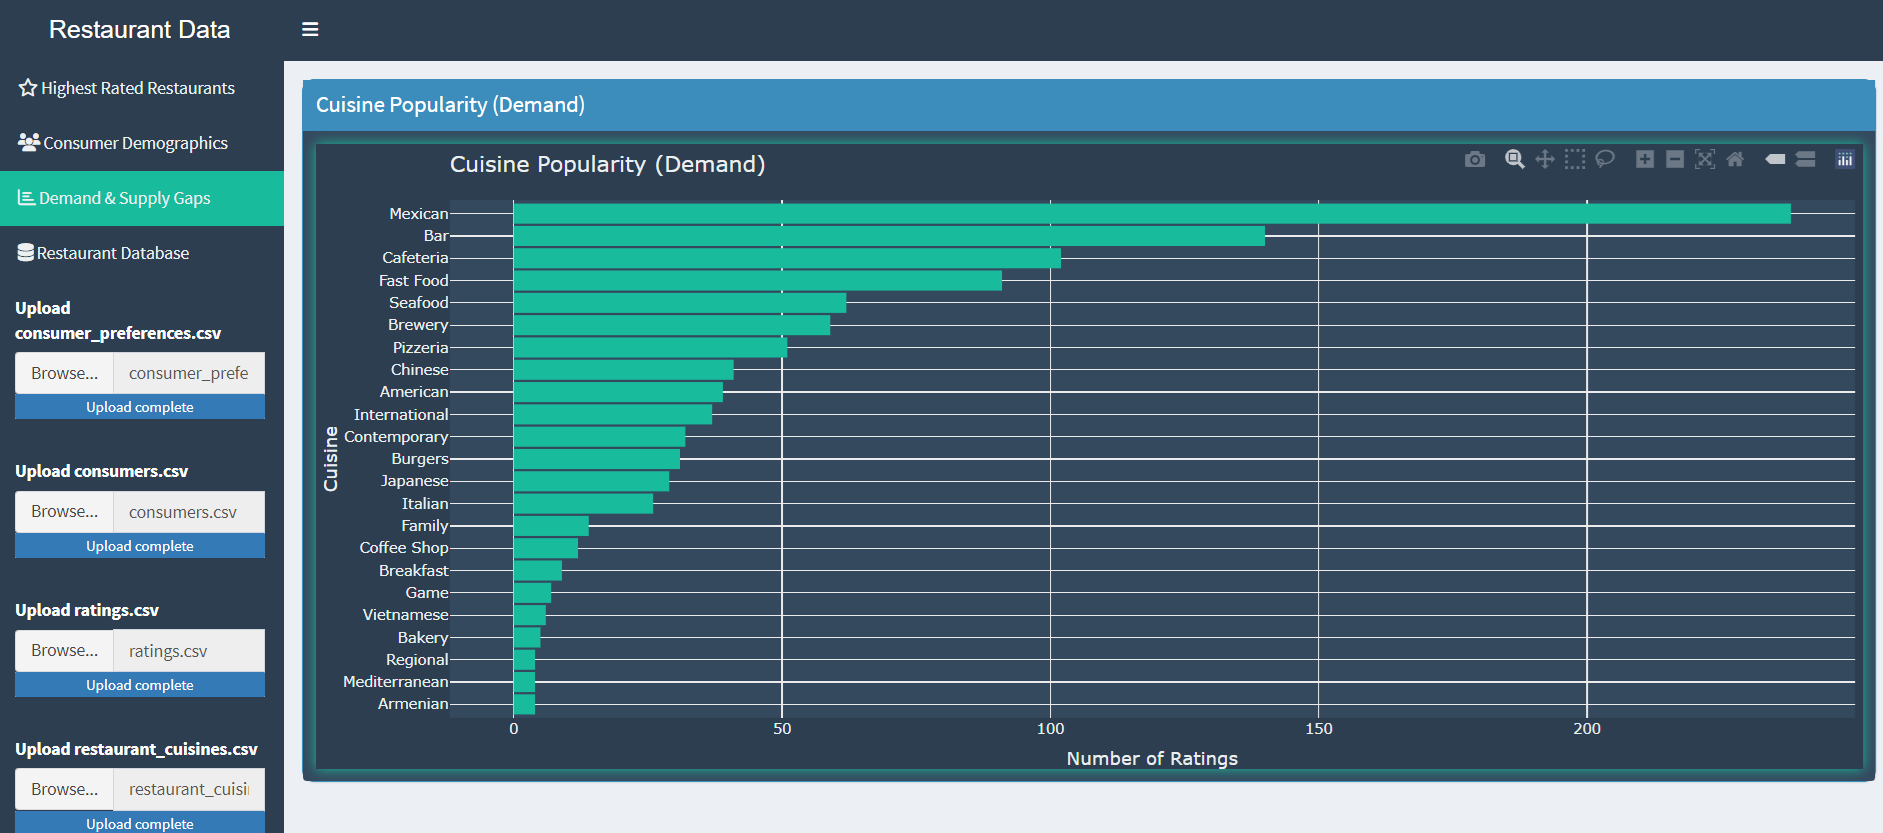 Restaurant Data
Highest Rated Restaurants
Consumer Demographics
Demand & Supply Gaps
Restaurant Database
Upload
consumer_preferences.csv
Browse... consumer_prefe
Upload complete
Upload consumers.csv
Browse... consumers.csv
Upload complete
Upload ratings.csv
Browse... ratings.csv
Upload complete
Upload restaurant_cuisines.csv
Browse... restaurant_cuisi
Upload complete
Cuisine Popularity (Demand)
Cuisine Popularity (Demand)
Cuisine
Mexican
Bar
Cafeteria
Fast Food
Seafood
Brewery
Pizzeria
Chinese
American
International
Contemporary
Burgers
Japanese
Italian
Family
Coffee Shop
Breakfast
Game
Vietnamese
Bakery
Regional
Mediterranean
Armenian
0 50 100 150 200
Number of Ratings